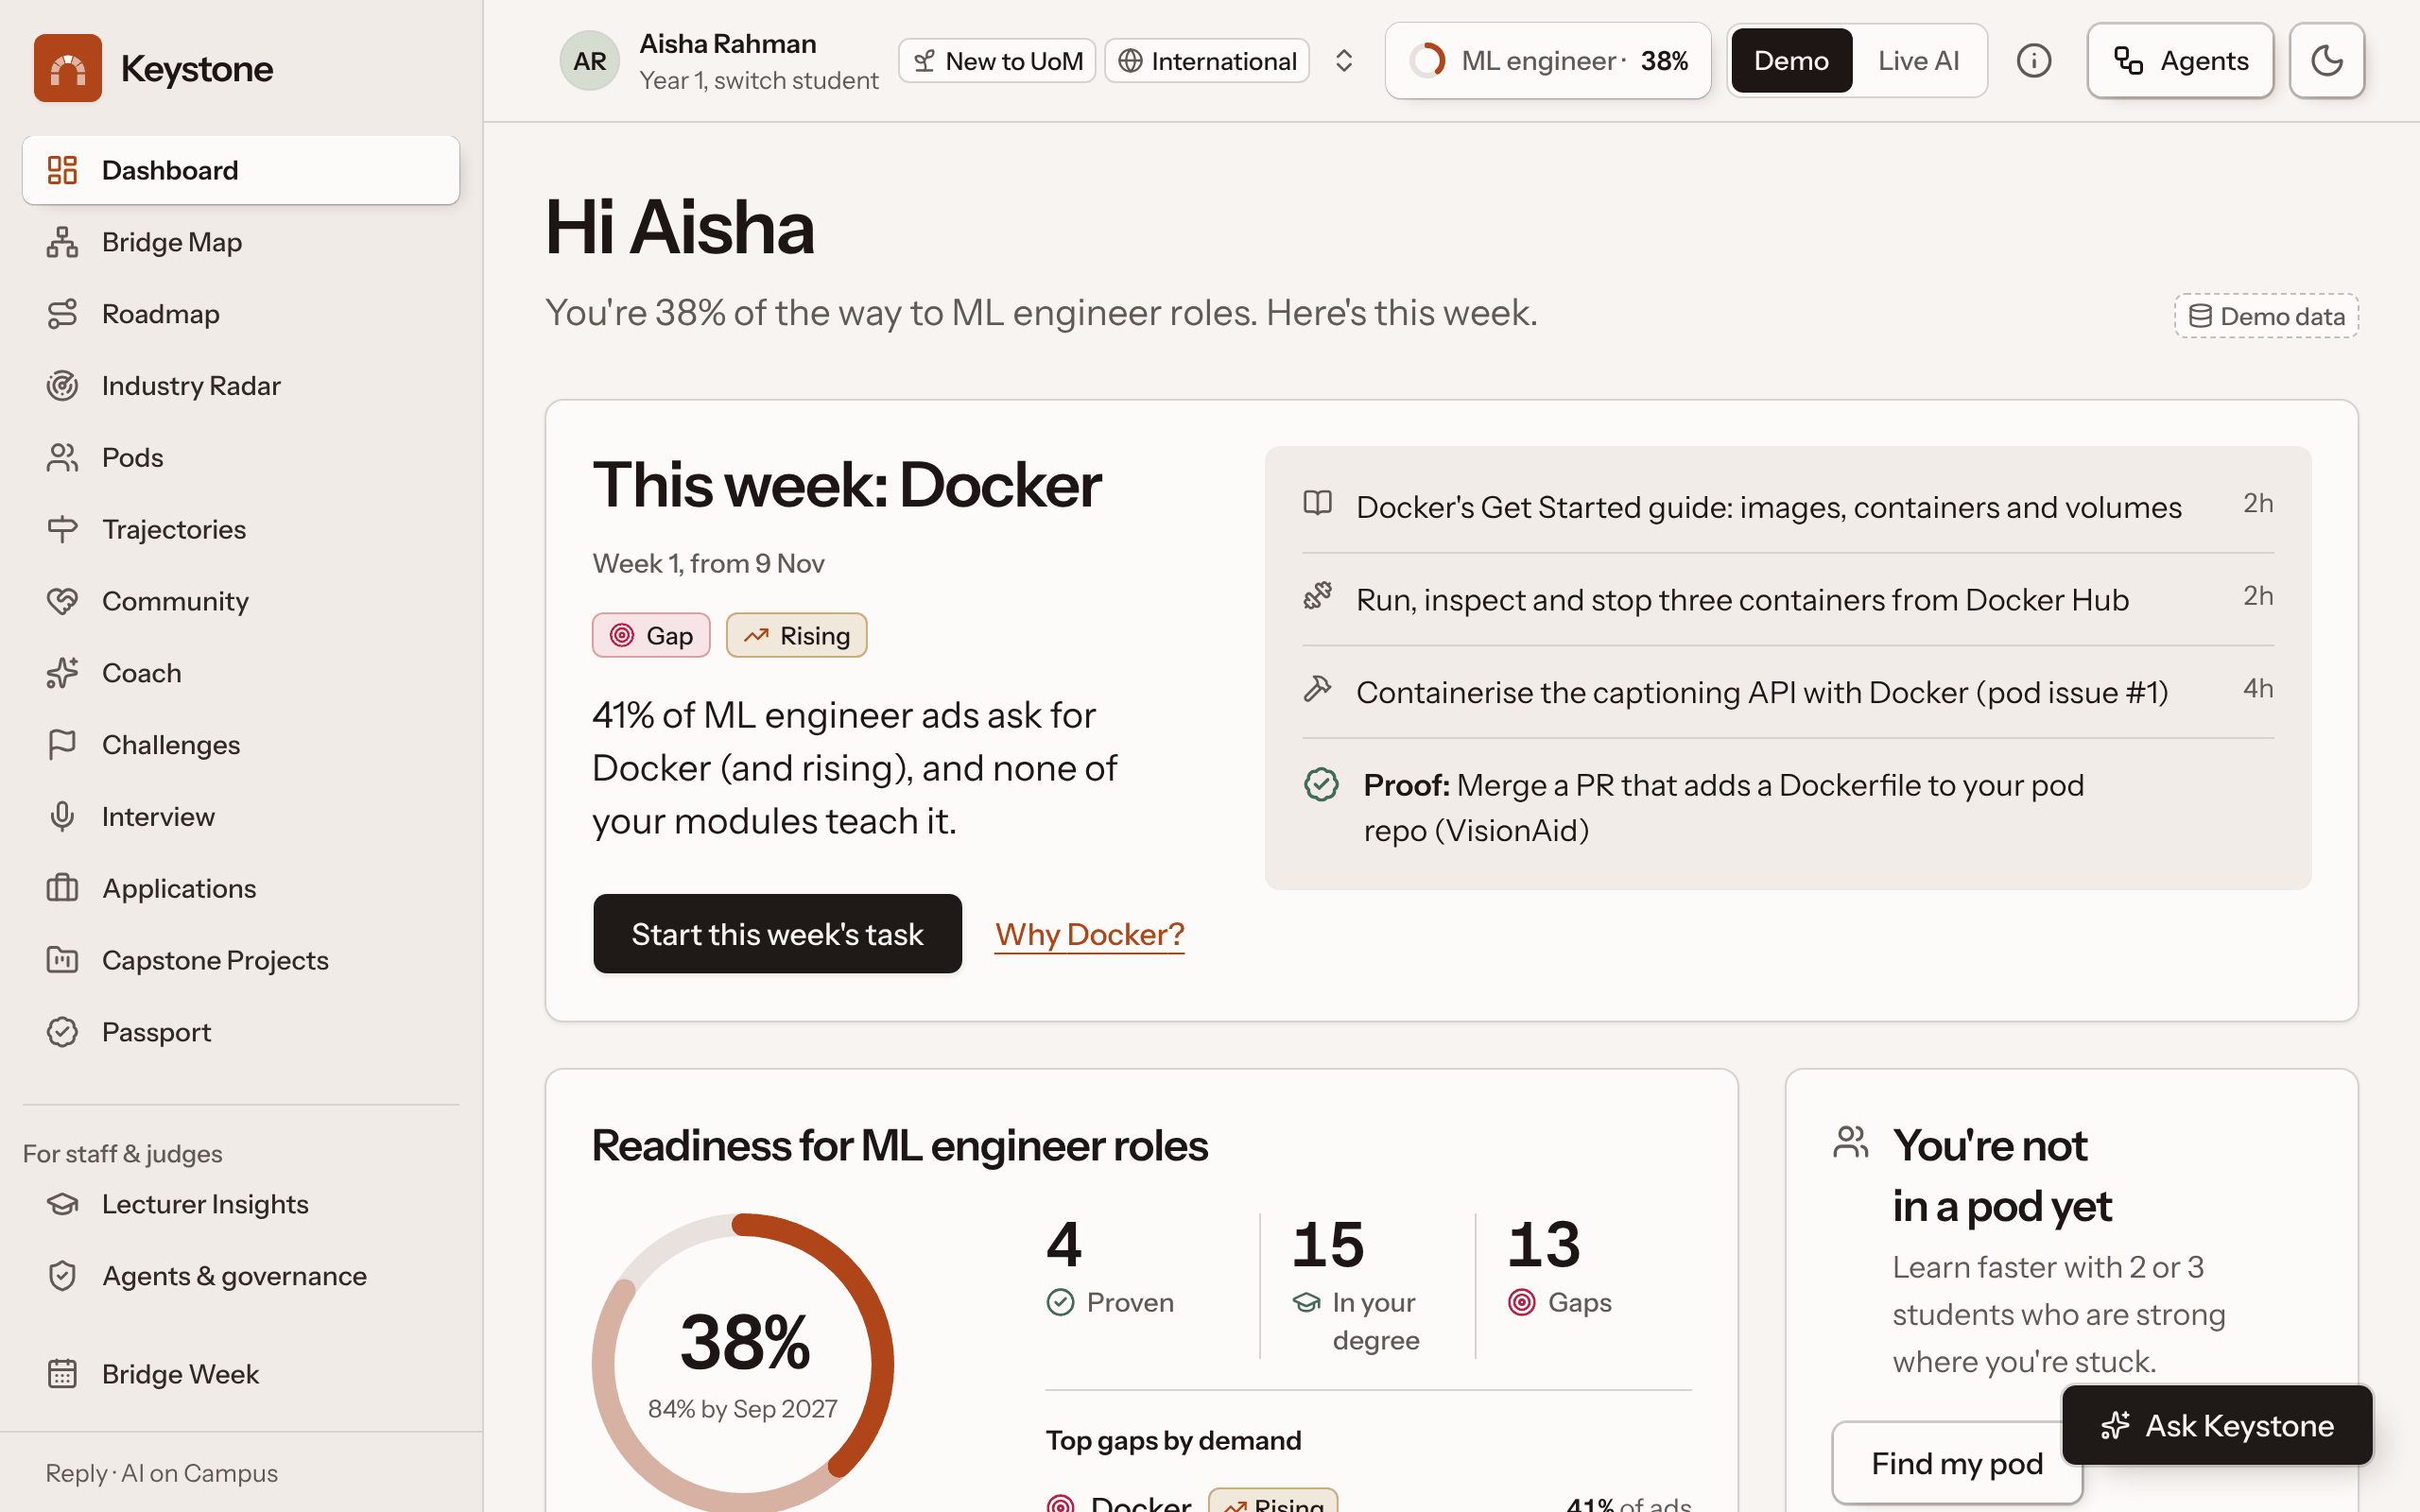 Keystone
Dashboard
Bridge Map
Roadmap
Industry Radar
Pods
Trajectories
Community
Coach
Challenges
Interview
Applications
Capstone Projects
Passport
For staff & judges
Lecturer Insights
Agents & governance
Bridge Week
Reply · AI on Campus
AR
Aisha Rahman
Year 1, switch student
New to UoM
International
ML engineer · 38%
Demo
Live AI
Agents
Hi Aisha
You're 38% of the way to ML engineer roles. Here's this week.
Demo data
This week: Docker
Week 1, from 9 Nov
Gap
Rising
41% of ML engineer ads ask for
Docker (and rising), and none of
your modules teach it.
Start this week's task
Why Docker?
Docker's Get Started guide: images, containers and volumes 2h
Run, inspect and stop three containers from Docker Hub 2h
Containerise the captioning API with Docker (pod issue #1) 4h
Proof: Merge a PR that adds a Dockerfile to your pod
repo (VisionAid)
Readiness for ML engineer roles
38%
84% by Sep 2027
4
Proven
15
In your
degree
13
Gaps
Top gaps by demand
Docker Rising 41% of ads
You're not
in a pod yet
Learn faster with 2 or 3
students who are strong
where you're stuck.
Find my pod
Ask Keystone